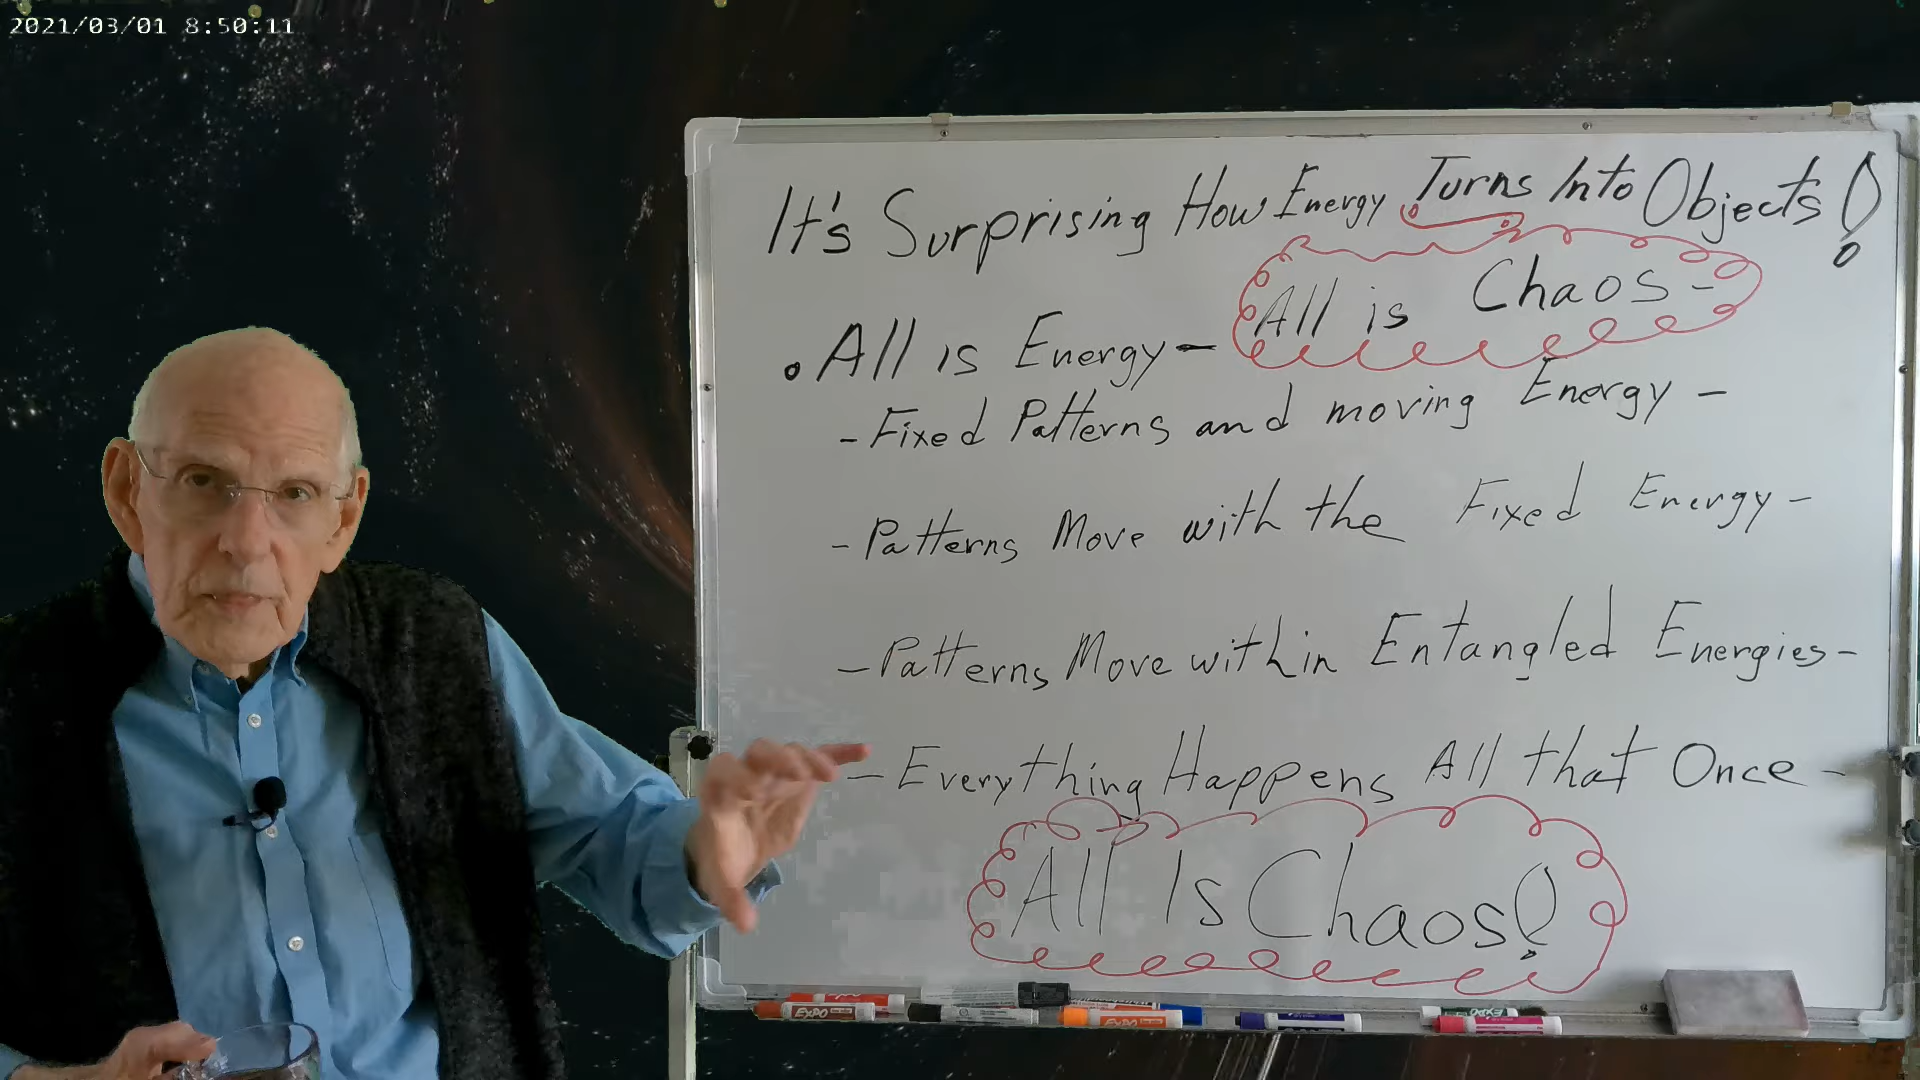 2021/03/01 8:50:11
It's Surprising How Energy Turns Into Objects!
• All is Energy - All is Chaos -
- Fixed Patterns and moving Energy -
- Patterns Move with the Fixed Energy -
- Patterns Move within Entangled Energies -
- Everything Happens All that Once -
All Is Chaos!
EXPO
EXPO
EXPO